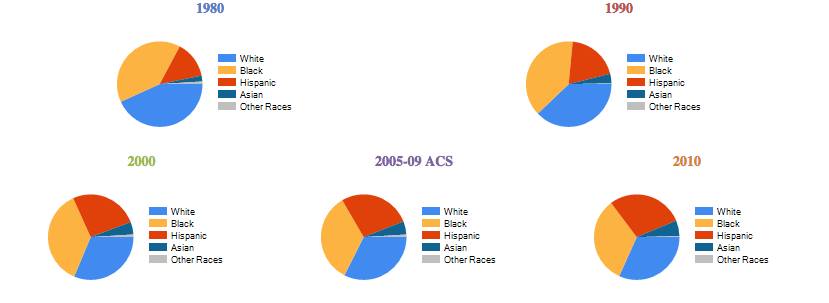 1980
White
Black
Hispanic
Asian
Other Races
1990
White
Black
Hispanic
Asian
Other Races
2000
White
Black
Hispanic
Asian
Other Races
2005-09 ACS
White
Black
Hispanic
Asian
Other Races
2010
White
Black
Hispanic
Asian
Other Races